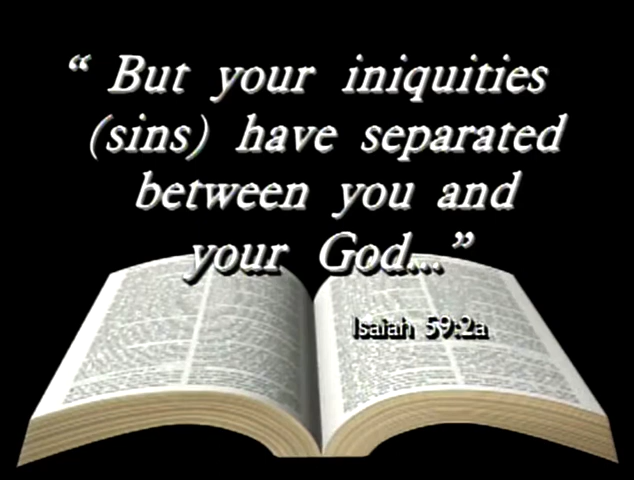 “ But your iniquities
(sins) have separated
between you and
your God...”
Isaiah 59:2a